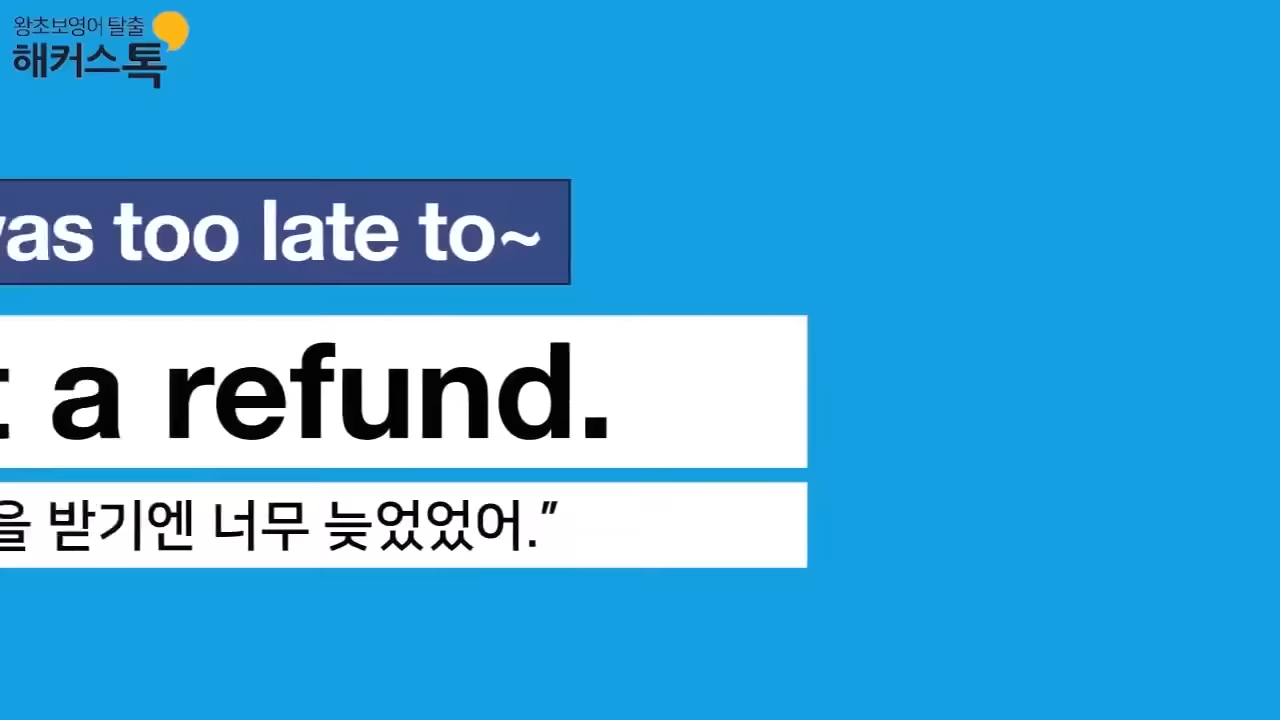 왕초보영어 탈출
해커스톡
was too late to~
a refund.
을 받기엔 너무 늦었었어.”